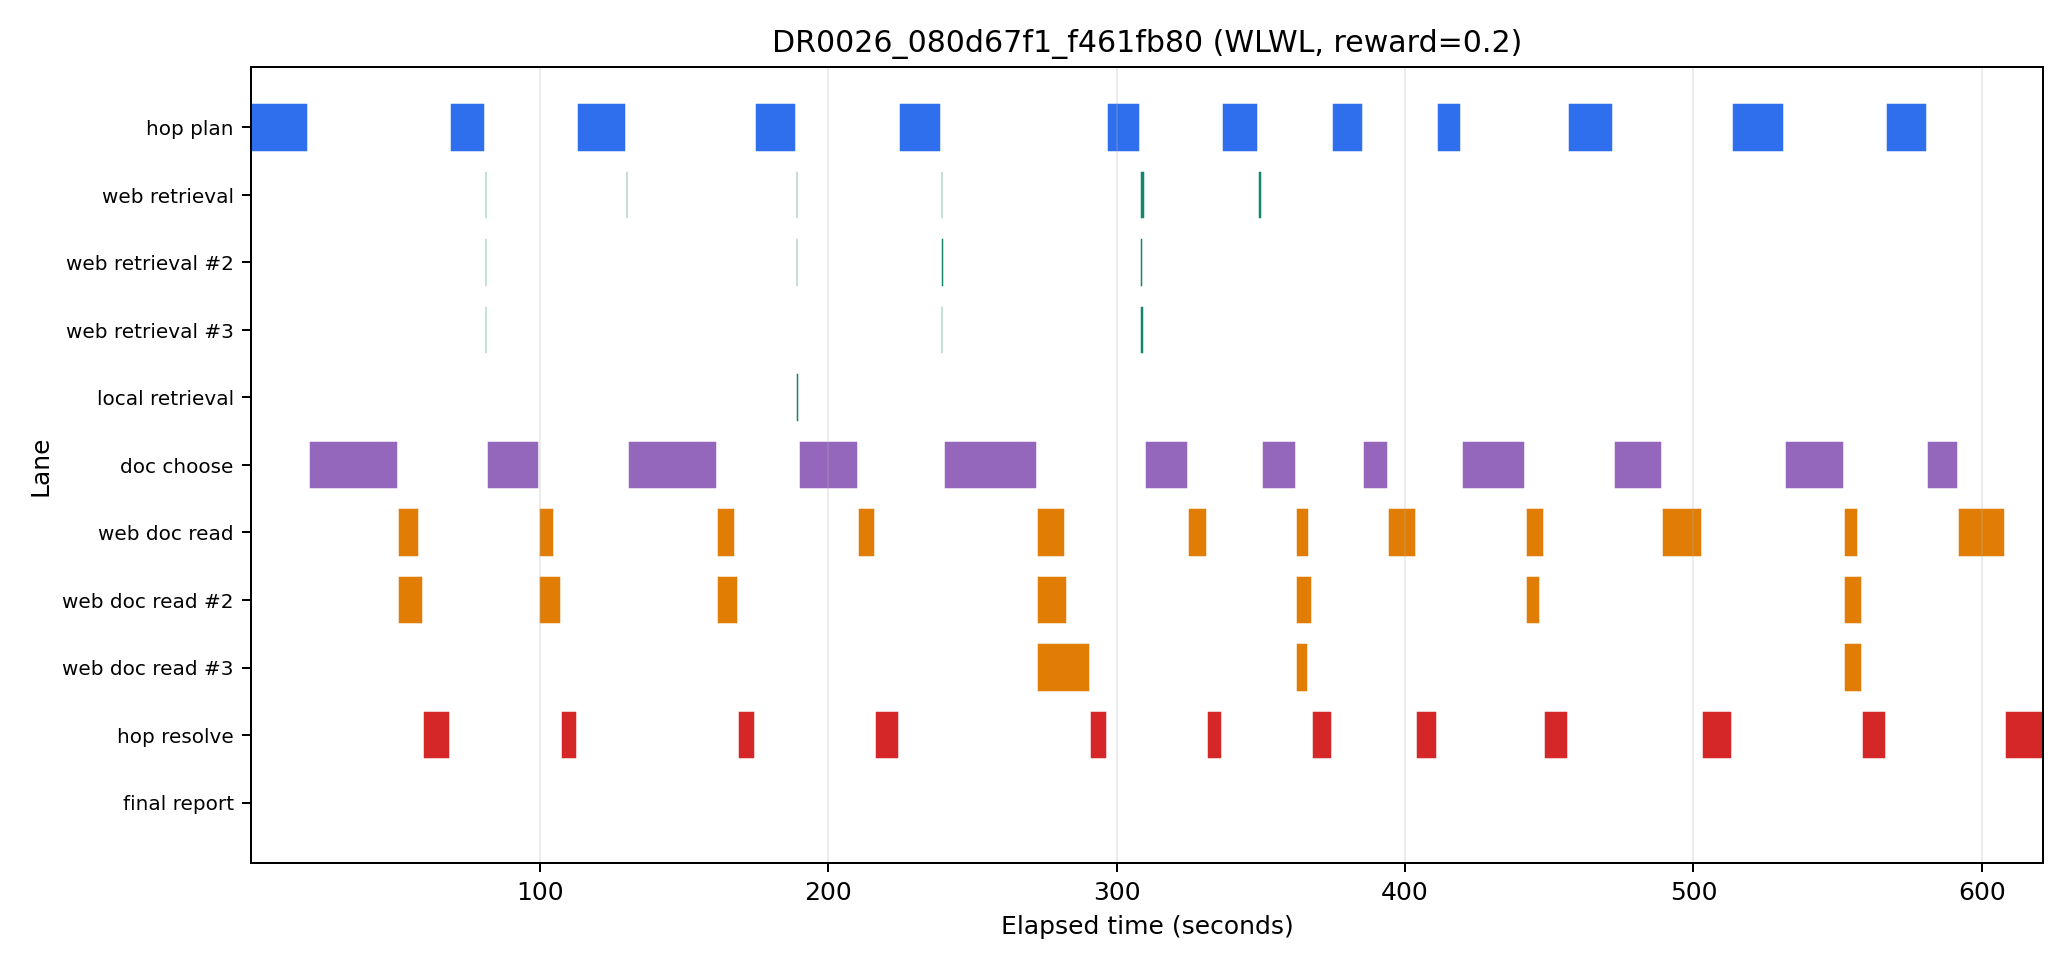 DR0026_080d67f1_f461fb80 (WLWL, reward=0.2)
hop plan
web retrieval
web retrieval #2
web retrieval #3
local retrieval
doc choose
web doc read
web doc read #2
web doc read #3
hop resolve
final report
Lane
100 200 300 400 500 600
Elapsed time (seconds)